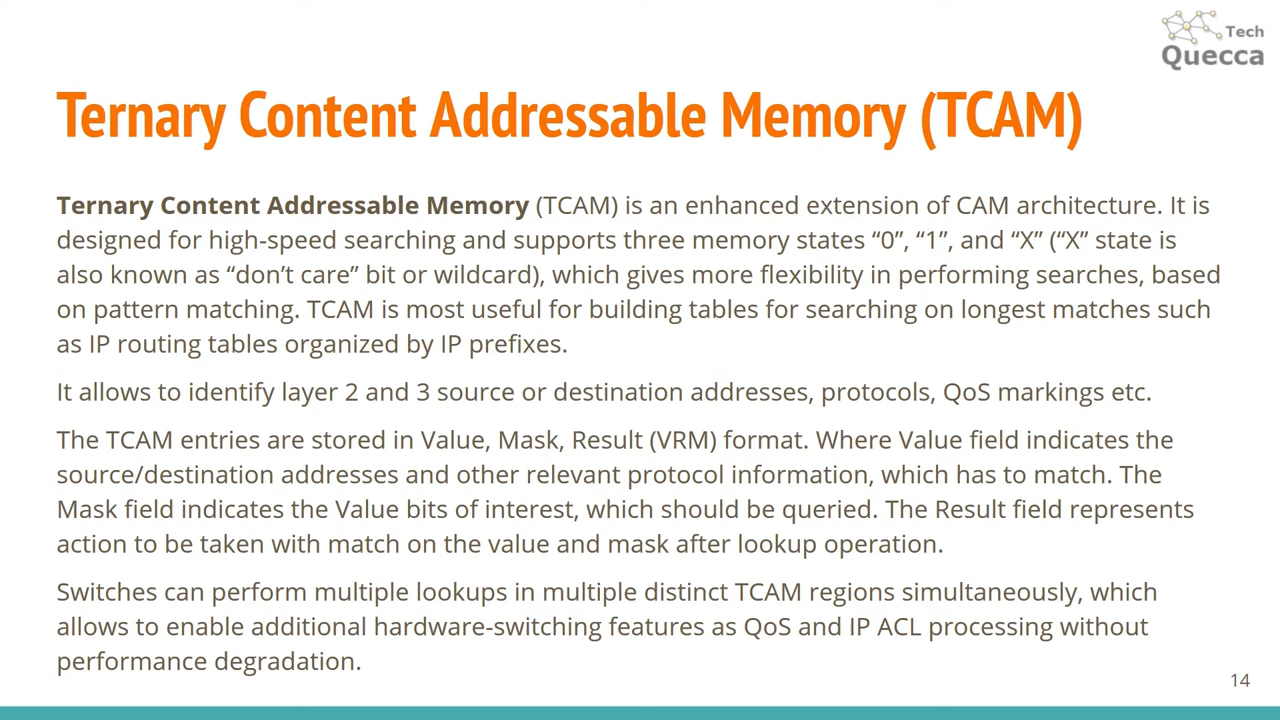 Tech
Quecca
Ternary Content Addressable Memory (TCAM)
Ternary Content Addressable Memory (TCAM) is an enhanced extension of CAM architecture. It is
designed for high-speed searching and supports three memory states “0”, “1”, and “X” (“X” state is
also known as “don’t care” bit or wildcard), which gives more flexibility in performing searches, based
on pattern matching. TCAM is most useful for building tables for searching on longest matches such
as IP routing tables organized by IP prefixes.
It allows to identify layer 2 and 3 source or destination addresses, protocols, QoS markings etc.
The TCAM entries are stored in Value, Mask, Result (VRM) format. Where Value field indicates the
source/destination addresses and other relevant protocol information, which has to match. The
Mask field indicates the Value bits of interest, which should be queried. The Result field represents
action to be taken with match on the value and mask after lookup operation.
Switches can perform multiple lookups in multiple distinct TCAM regions simultaneously, which
allows to enable additional hardware-switching features as QoS and IP ACL processing without
performance degradation.
14